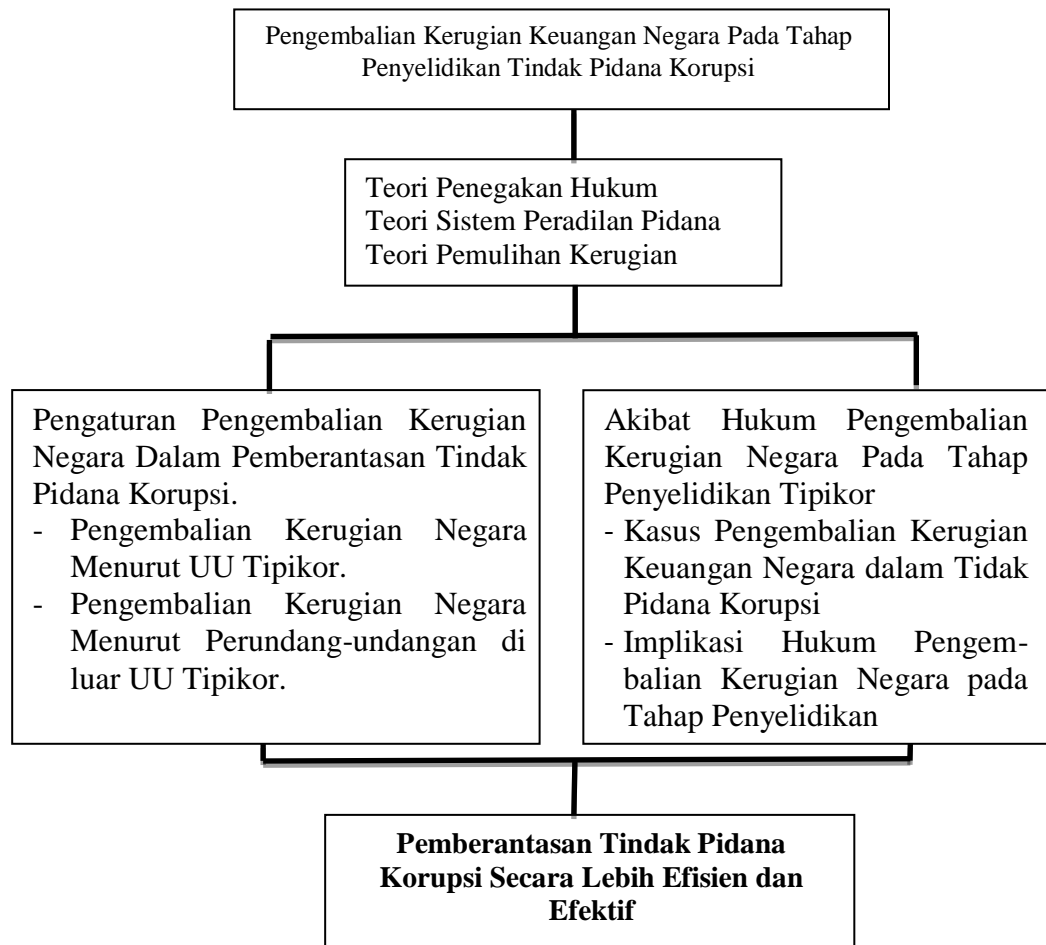 Pengembalian Kerugian Keuangan Negara Pada Tahap
Penyelidikan Tindak Pidana Korupsi
Teori Penegakan Hukum
Teori Sistem Peradilan Pidana
Teori Pemulihan Kerugian
Pengaturan Pengembalian Kerugian
Negara Dalam Pemberantasan Tindak
Pidana Korupsi.
- Pengembalian Kerugian Negara
Menurut UU Tipikor.
- Pengembalian Kerugian Negara
Menurut Perundang-undangan di
luar UU Tipikor.
Akibat Hukum Pengembalian
Kerugian Negara Pada Tahap
Penyelidikan Tipikor
- Kasus Pengembalian Kerugian
Keuangan Negara dalam Tidak
Pidana Korupsi
- Implikasi Hukum Pengem-
balian Kerugian Negara pada
Tahap Penyelidikan
Pemberantasan Tindak Pidana
Korupsi Secara Lebih Efisien dan
Efektif